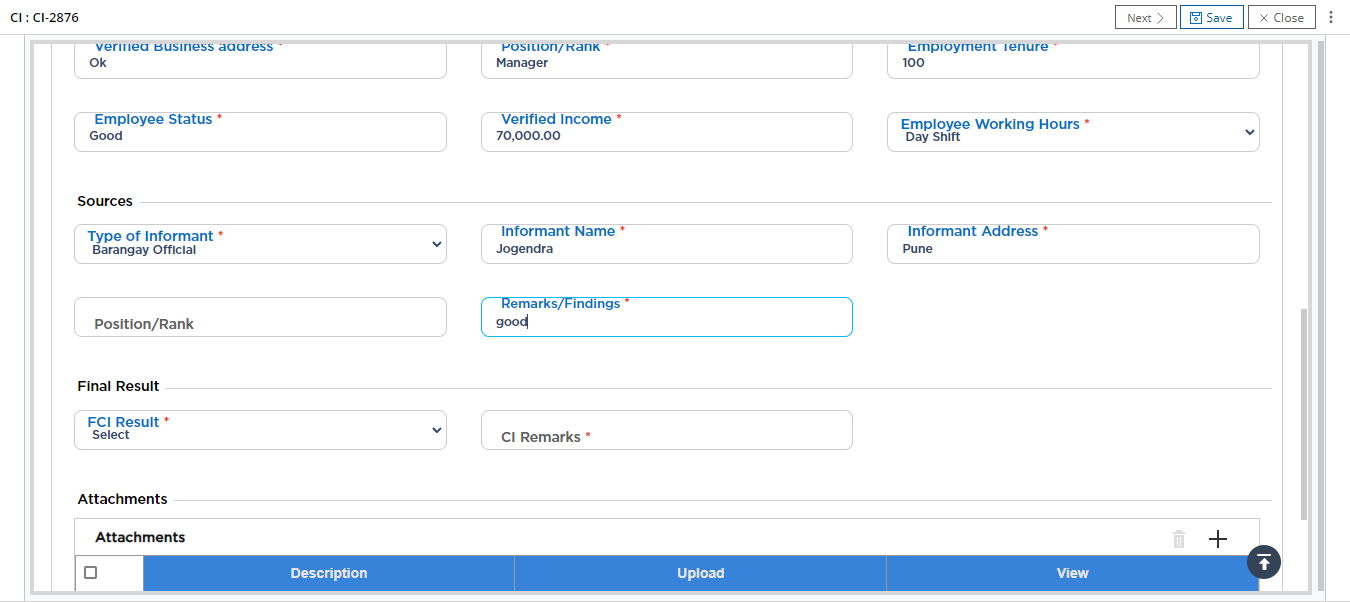 CI : CI-2876
Next
Save
Close
Verified Business address *
Ok
Position/Rank *
Manager
Employment Tenure *
100
Employee Status *
Good
Verified Income *
70,000.00
Employee Working Hours *
Day Shift
Sources
Type of Informant *
Barangay Official
Informant Name *
Jogendra
Informant Address *
Pune
Position/Rank
Remarks/Findings *
good
Final Result
FCI Result *
Select
CI Remarks *
Attachments
Attachments
Description Upload View